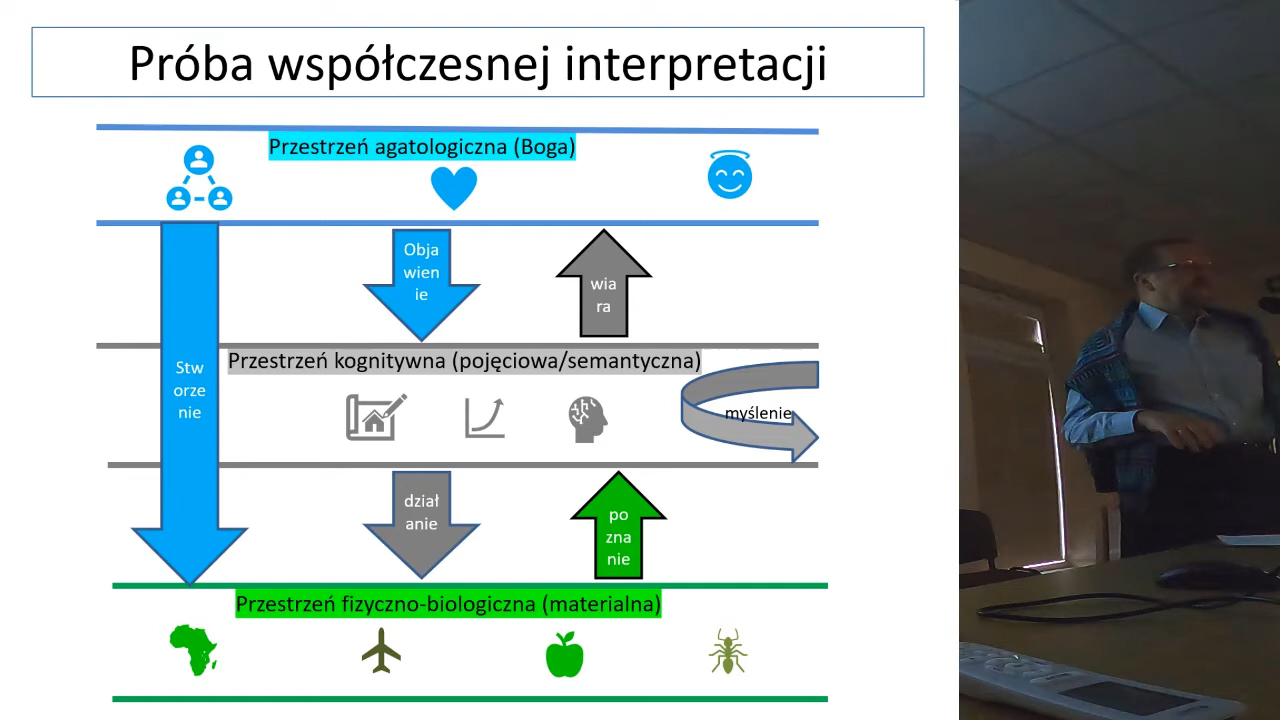 Próba współczesnej interpretacji
Przestrzeń agatologiczna (Boga)
Obja
wien
ie
wia
ra
Stw
orze
nie
Przestrzeń kognitywna (pojęciowa/semantyczna)
myślenie
dział
anie
po
zna
nie
Przestrzeń fizyczno-biologiczna (materialna)